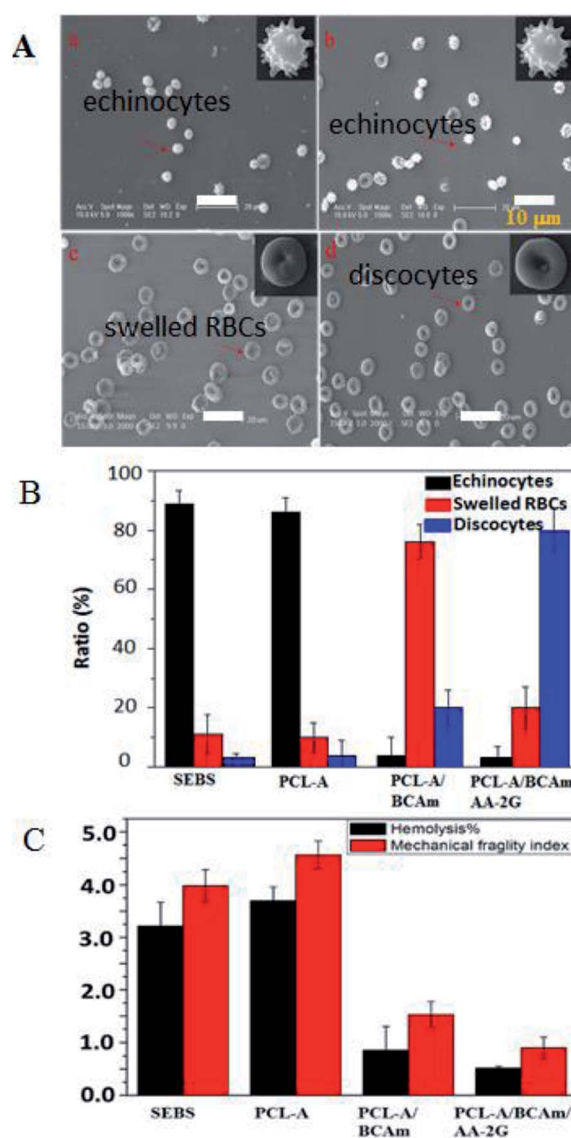 A
a
b
echinocytes
echinocytes
10 μm
c
d
discocytes
swelled RBCs
B
100
80
60
40
20
0
Ratio (%)
Echinocytes
Swelled RBCs
Discocytes
SEBS
PCL-A
PCL-A/
BCAm
PCL-A/BCAm/
AA-2G
C
5.0
4.0
3.0
2.0
1.0
0.0
Hemolysis%
Mechanical fraglity index
SEBS
PCL-A
PCL-A/
BCAm
PCL-A/BCAm/
AA-2G